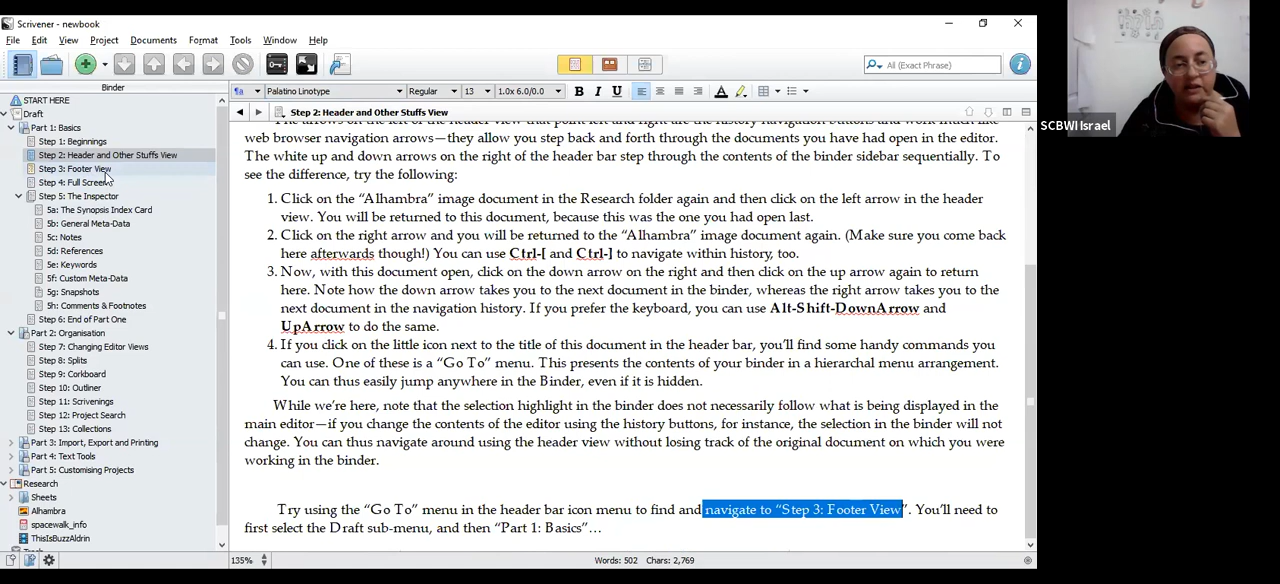 Scrivener - newbook
File Edit View Project Documents Format Tools Window Help
All (Exact Phrase)
Binder
¶a Palatino Linotype Regular 13 1.0x 6.0/0.0 B I U A
START HERE
Draft
Part 1: Basics
Step 1: Beginnings
Step 2: Header and Other Stuffs View
Step 3: Footer View
Step 4: Full Screen
Step 5: The Inspector
5a: The Synopsis Index Card
5b: General Meta-Data
5c: Notes
5d: References
5e: Keywords
5f: Custom Meta-Data
5g: Snapshots
5h: Comments & Footnotes
Step 6: End of Part One
Part 2: Organisation
Step 7: Changing Editor Views
Step 8: Splits
Step 9: Corkboard
Step 10: Outliner
Step 11: Scrivenings
Step 12: Project Search
Step 13: Collections
Part 3: Import, Export and Printing
Part 4: Text Tools
Part 5: Customising Projects
Research
Sheets
Alhambra
spacewalk_info
ThisIsBuzzAldrin
Step 2: Header and Other Stuffs View
The arrows on the left of the header view that point left and right are the history navigation buttons and work much like
web browser navigation arrows—they allow you step back and forth through the documents you have had open in the editor.
The white up and down arrows on the right of the header bar step through the contents of the binder sidebar sequentially. To
see the difference, try the following:
1. Click on the “Alhambra” image document in the Research folder again and then click on the left arrow in the header
view. You will be returned to this document, because this was the one you had open last.
2. Click on the right arrow and you will be returned to the “Alhambra” image document again. (Make sure you come back
here afterwards though!) You can use Ctrl-[ and Ctrl-] to navigate within history, too.
3. Now, with this document open, click on the down arrow on the right and then click on the up arrow again to return
here. Note how the down arrow takes you to the next document in the binder, whereas the right arrow takes you to the
next document in the navigation history. If you prefer the keyboard, you can use Alt-Shift-DownArrow and
UpArrow to do the same.
4. If you click on the little icon next to the title of this document in the header bar, you’ll find some handy commands you
can use. One of these is a “Go To” menu. This presents the contents of your binder in a hierarchal menu arrangement.
You can thus easily jump anywhere in the Binder, even if it is hidden.
While we’re here, note that the selection highlight in the binder does not necessarily follow what is being displayed in the
main editor—if you change the contents of the editor using the history buttons, for instance, the selection in the binder will not
change. You can thus navigate around using the header view without losing track of the original document on which you were
working in the binder.
Try using the “Go To” menu in the header bar icon menu to find and navigate to “Step 3: Footer View”. You’ll need to
first select the Draft sub-menu, and then “Part 1: Basics”…
135%
Words: 502 Chars: 2,769
SCBWI Israel